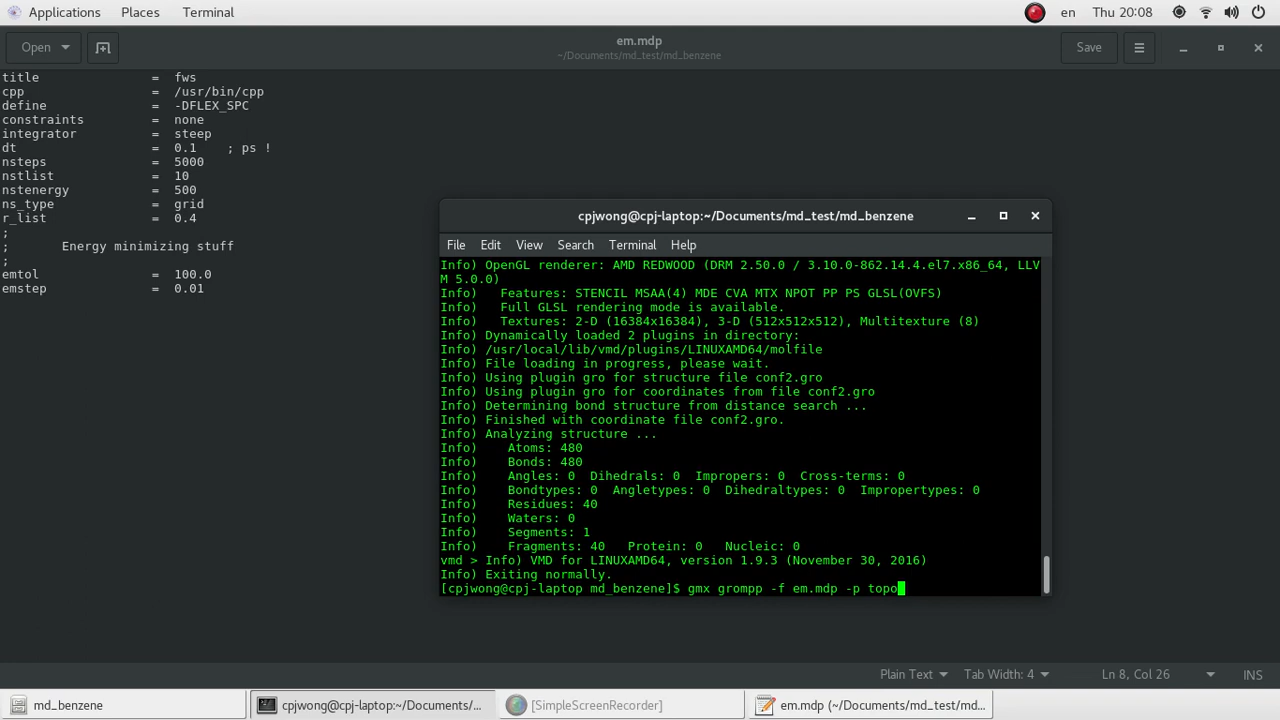 Applications Places Terminal en Thu 20:08
Open em.mdp Save
~/Documents/md_test/md_benzene
title = fws
cpp = /usr/bin/cpp
define = -DFLEX_SPC
constraints = none
integrator = steep
dt = 0.1 ; ps !
nsteps = 5000
nstlist = 10
nstenergy = 500
ns_type = grid
r_list = 0.4
;
; Energy minimizing stuff
;
emtol = 100.0
emstep = 0.01
cpjwong@cpj-laptop:~/Documents/md_test/md_benzene
File Edit View Search Terminal Help
Info) OpenGL renderer: AMD REDWOOD (DRM 2.50.0 / 3.10.0-862.14.4.el7.x86_64, LLV
M 5.0.0)
Info)   Features: STENCIL MSAA(4) MDE CVA MTX NPOT PP PS GLSL(OVFS)
Info)   Full GLSL rendering mode is available.
Info)   Textures: 2-D (16384x16384), 3-D (512x512x512), Multitexture (8)
Info) Dynamically loaded 2 plugins in directory:
Info) /usr/local/lib/vmd/plugins/LINUXAMD64/molfile
Info) File loading in progress, please wait.
Info) Using plugin gro for structure file conf2.gro
Info) Using plugin gro for coordinates from file conf2.gro
Info) Determining bond structure from distance search ...
Info) Finished with coordinate file conf2.gro.
Info) Analyzing structure ...
Info)    Atoms: 480
Info)    Bonds: 480
Info)    Angles: 0  Dihedrals: 0  Impropers: 0  Cross-terms: 0
Info)    Bondtypes: 0  Angletypes: 0  Dihedraltypes: 0  Impropertypes: 0
Info)    Residues: 40
Info)    Waters: 0
Info)    Segments: 1
Info)    Fragments: 40   Protein: 0   Nucleic: 0
vmd > Info) VMD for LINUXAMD64, version 1.9.3 (November 30, 2016)
Info) Exiting normally.
[cpjwong@cpj-laptop md_benzene]$ gmx grompp -f em.mdp -p topo
Plain Text Tab Width: 4 Ln 8, Col 26 INS
md_benzene cpjwong@cpj-laptop:~/Documents/... [SimpleScreenRecorder] em.mdp (~/Documents/md_test/md...